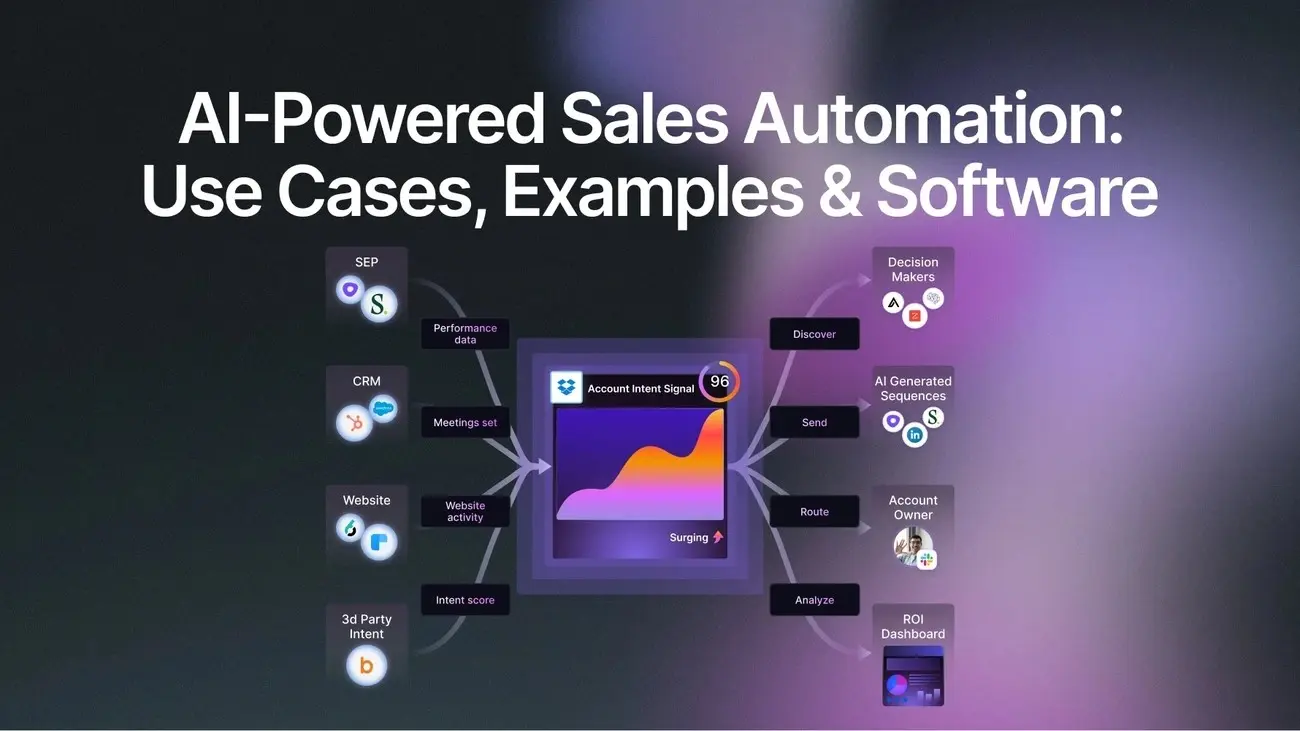 AI-Powered Sales Automation:
Use Cases, Examples & Software
SEP
S.
Performance
data
CRM
Meetings set
Website
Website
activity
3d Party
Intent
b
Intent score
Account Intent Signal
96
Surging
Discover
Decision
Makers
Send
AI Generated
Sequences
S.
in
Route
Account
Owner
Analyze
ROI
Dashboard